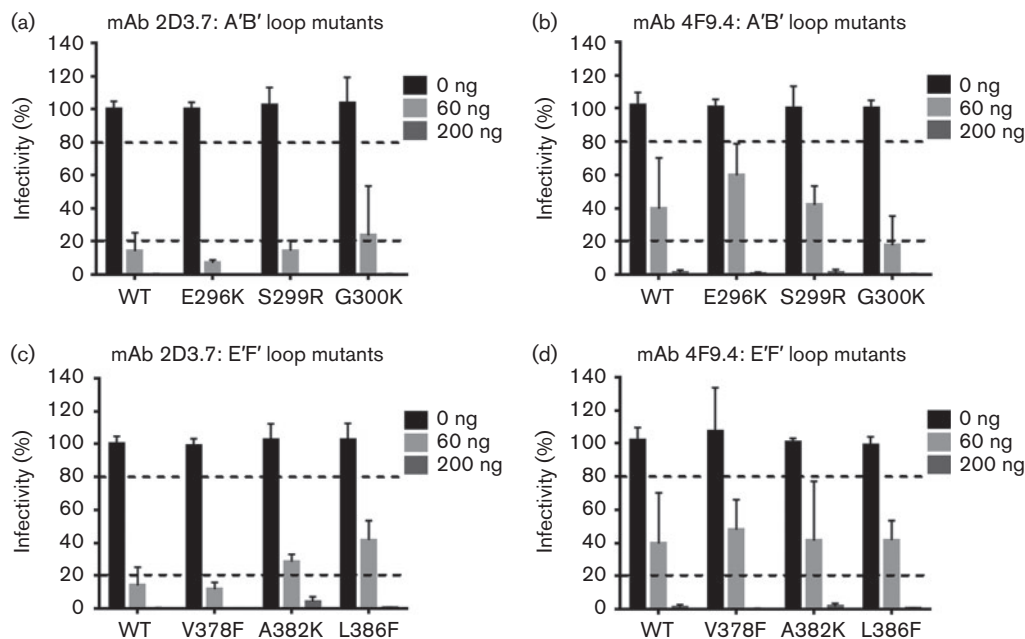 (a) mAb 2D3.7: A′B′ loop mutants
140
120
100
80
60
40
20
0
Infectivity (%)
0 ng
60 ng
200 ng
WT E296K S299R G300K
(b) mAb 4F9.4: A′B′ loop mutants
140
120
100
80
60
40
20
0
Infectivity (%)
0 ng
60 ng
200 ng
WT E296K S299R G300K
(c) mAb 2D3.7: E′F′ loop mutants
140
120
100
80
60
40
20
0
Infectivity (%)
0 ng
60 ng
200 ng
WT V378F A382K L386F
(d) mAb 4F9.4: E′F′ loop mutants
140
120
100
80
60
40
20
0
Infectivity (%)
0 ng
60 ng
200 ng
WT V378F A382K L386F